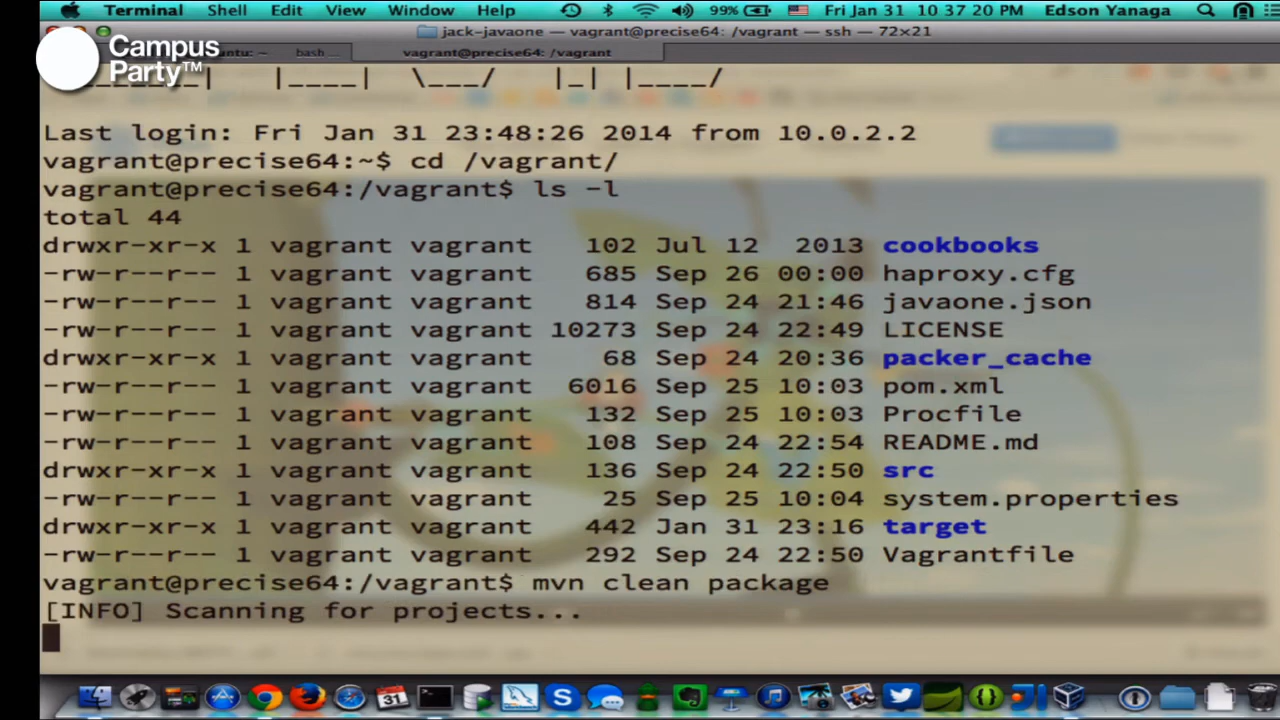 Terminal Shell Edit View Window Help 99% Fri Jan 31 10:37:20 PM Edson Yanaga
jack-javaone — vagrant@precise64: /vagrant — ssh — 72×21
Campus
Party™
bash
vagrant@precise64: /vagrant
Last login: Fri Jan 31 23:48:26 2014 from 10.0.2.2
vagrant@precise64:~$ cd /vagrant/
vagrant@precise64:/vagrant$ ls -l
total 44
drwxr-xr-x 1 vagrant vagrant 102 Jul 12 2013 cookbooks
-rw-r--r-- 1 vagrant vagrant 685 Sep 26 00:00 haproxy.cfg
-rw-r--r-- 1 vagrant vagrant 814 Sep 24 21:46 javaone.json
-rw-r--r-- 1 vagrant vagrant 10273 Sep 24 22:49 LICENSE
drwxr-xr-x 1 vagrant vagrant 68 Sep 24 20:36 packer_cache
-rw-r--r-- 1 vagrant vagrant 6016 Sep 25 10:03 pom.xml
-rw-r--r-- 1 vagrant vagrant 132 Sep 25 10:03 Procfile
-rw-r--r-- 1 vagrant vagrant 108 Sep 24 22:54 README.md
drwxr-xr-x 1 vagrant vagrant 136 Sep 24 22:50 src
-rw-r--r-- 1 vagrant vagrant 25 Sep 25 10:04 system.properties
drwxr-xr-x 1 vagrant vagrant 442 Jan 31 23:16 target
-rw-r--r-- 1 vagrant vagrant 292 Sep 24 22:50 Vagrantfile
vagrant@precise64:/vagrant$ mvn clean package
[INFO] Scanning for projects...
31